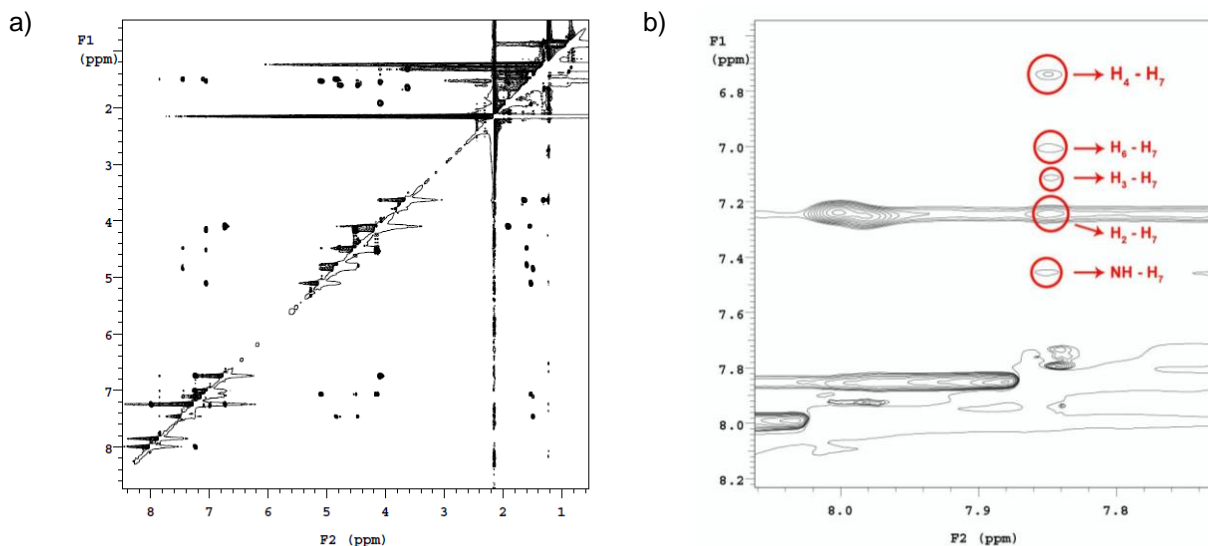 a)
F1
(ppm)
2
3
4
5
6
7
8
8 7 6 5 4 3 2 1
F2 (ppm)
b)
F1
(ppm)
6.8
7.0
7.2
7.4
7.6
7.8
8.0
8.2
H4 - H7
H6 - H7
H3 - H7
H2 - H7
NH - H7
8.0 7.9 7.8
F2 (ppm)